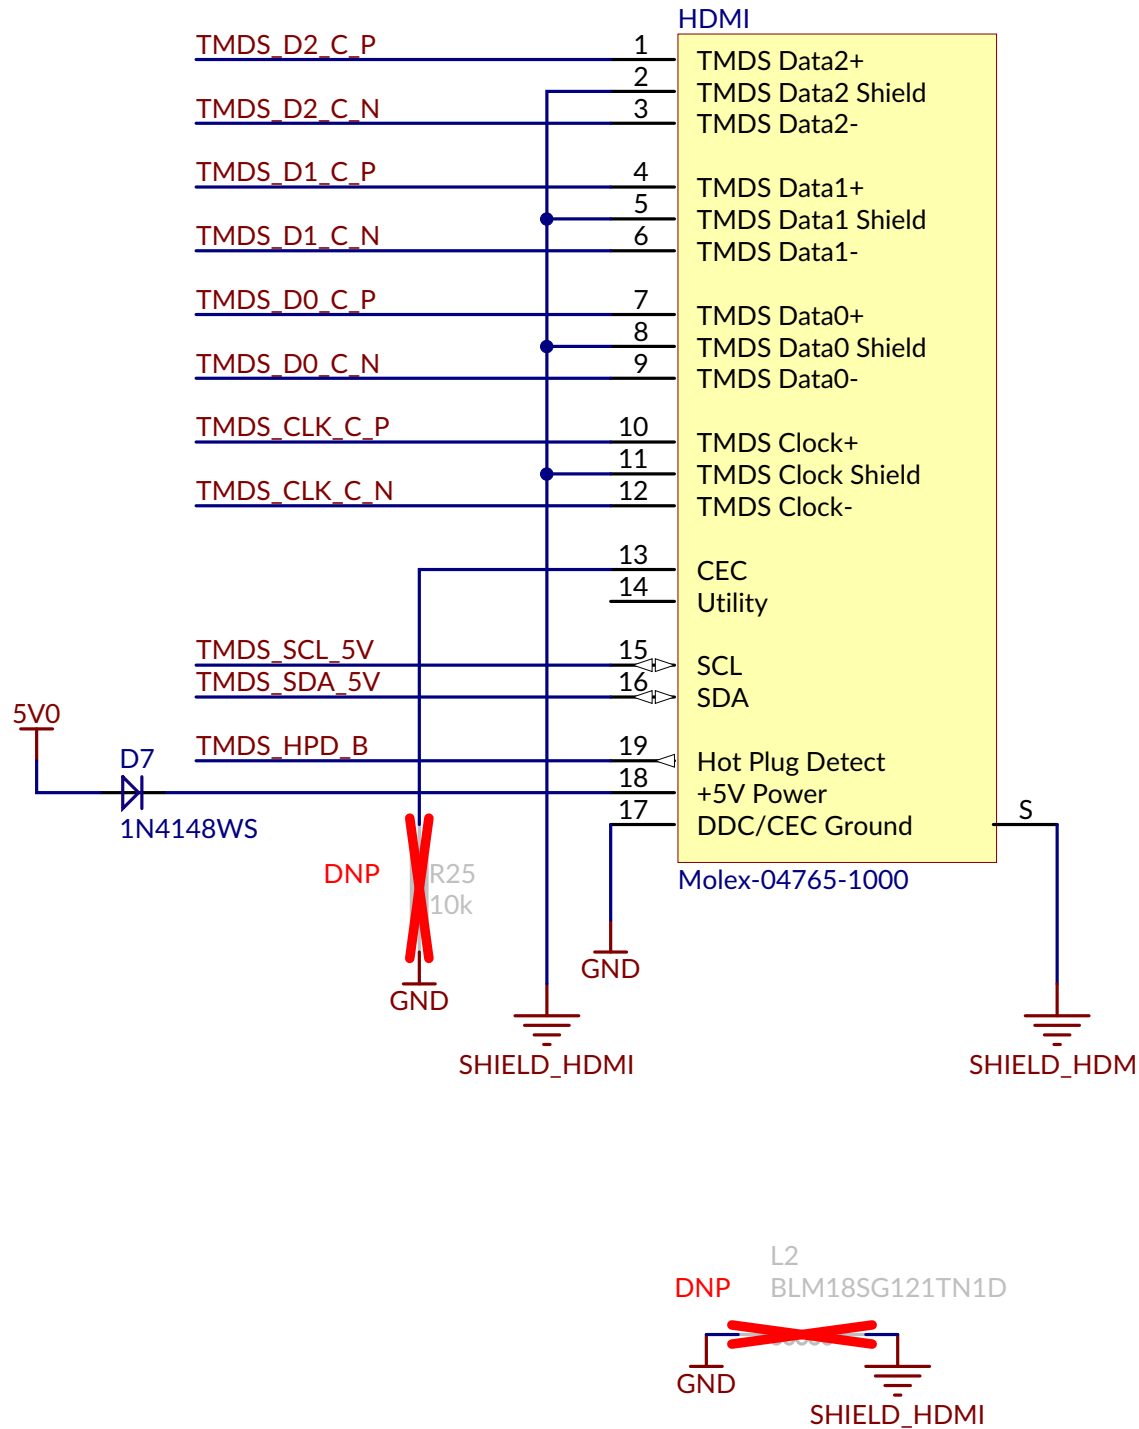 HDMI
TMDS_D2_C_P 1 TMDS Data2+
2 TMDS Data2 Shield
TMDS_D2_C_N 3 TMDS Data2-
TMDS_D1_C_P 4 TMDS Data1+
5 TMDS Data1 Shield
TMDS_D1_C_N 6 TMDS Data1-
TMDS_D0_C_P 7 TMDS Data0+
8 TMDS Data0 Shield
TMDS_D0_C_N 9 TMDS Data0-
TMDS_CLK_C_P 10 TMDS Clock+
11 TMDS Clock Shield
TMDS_CLK_C_N 12 TMDS Clock-
13 CEC
14 Utility
TMDS_SCL_5V 15 SCL
TMDS_SDA_5V 16 SDA
5V0
D7 TMDS_HPD_B 19 Hot Plug Detect
18 +5V Power
1N4148WS 17 DDC/CEC Ground S
DNP R25 Molex-04765-1000
10k
GND
GND
SHIELD_HDMI SHIELD_HDM
L2
DNP BLM18SG121TN1D
GND
SHIELD_HDMI